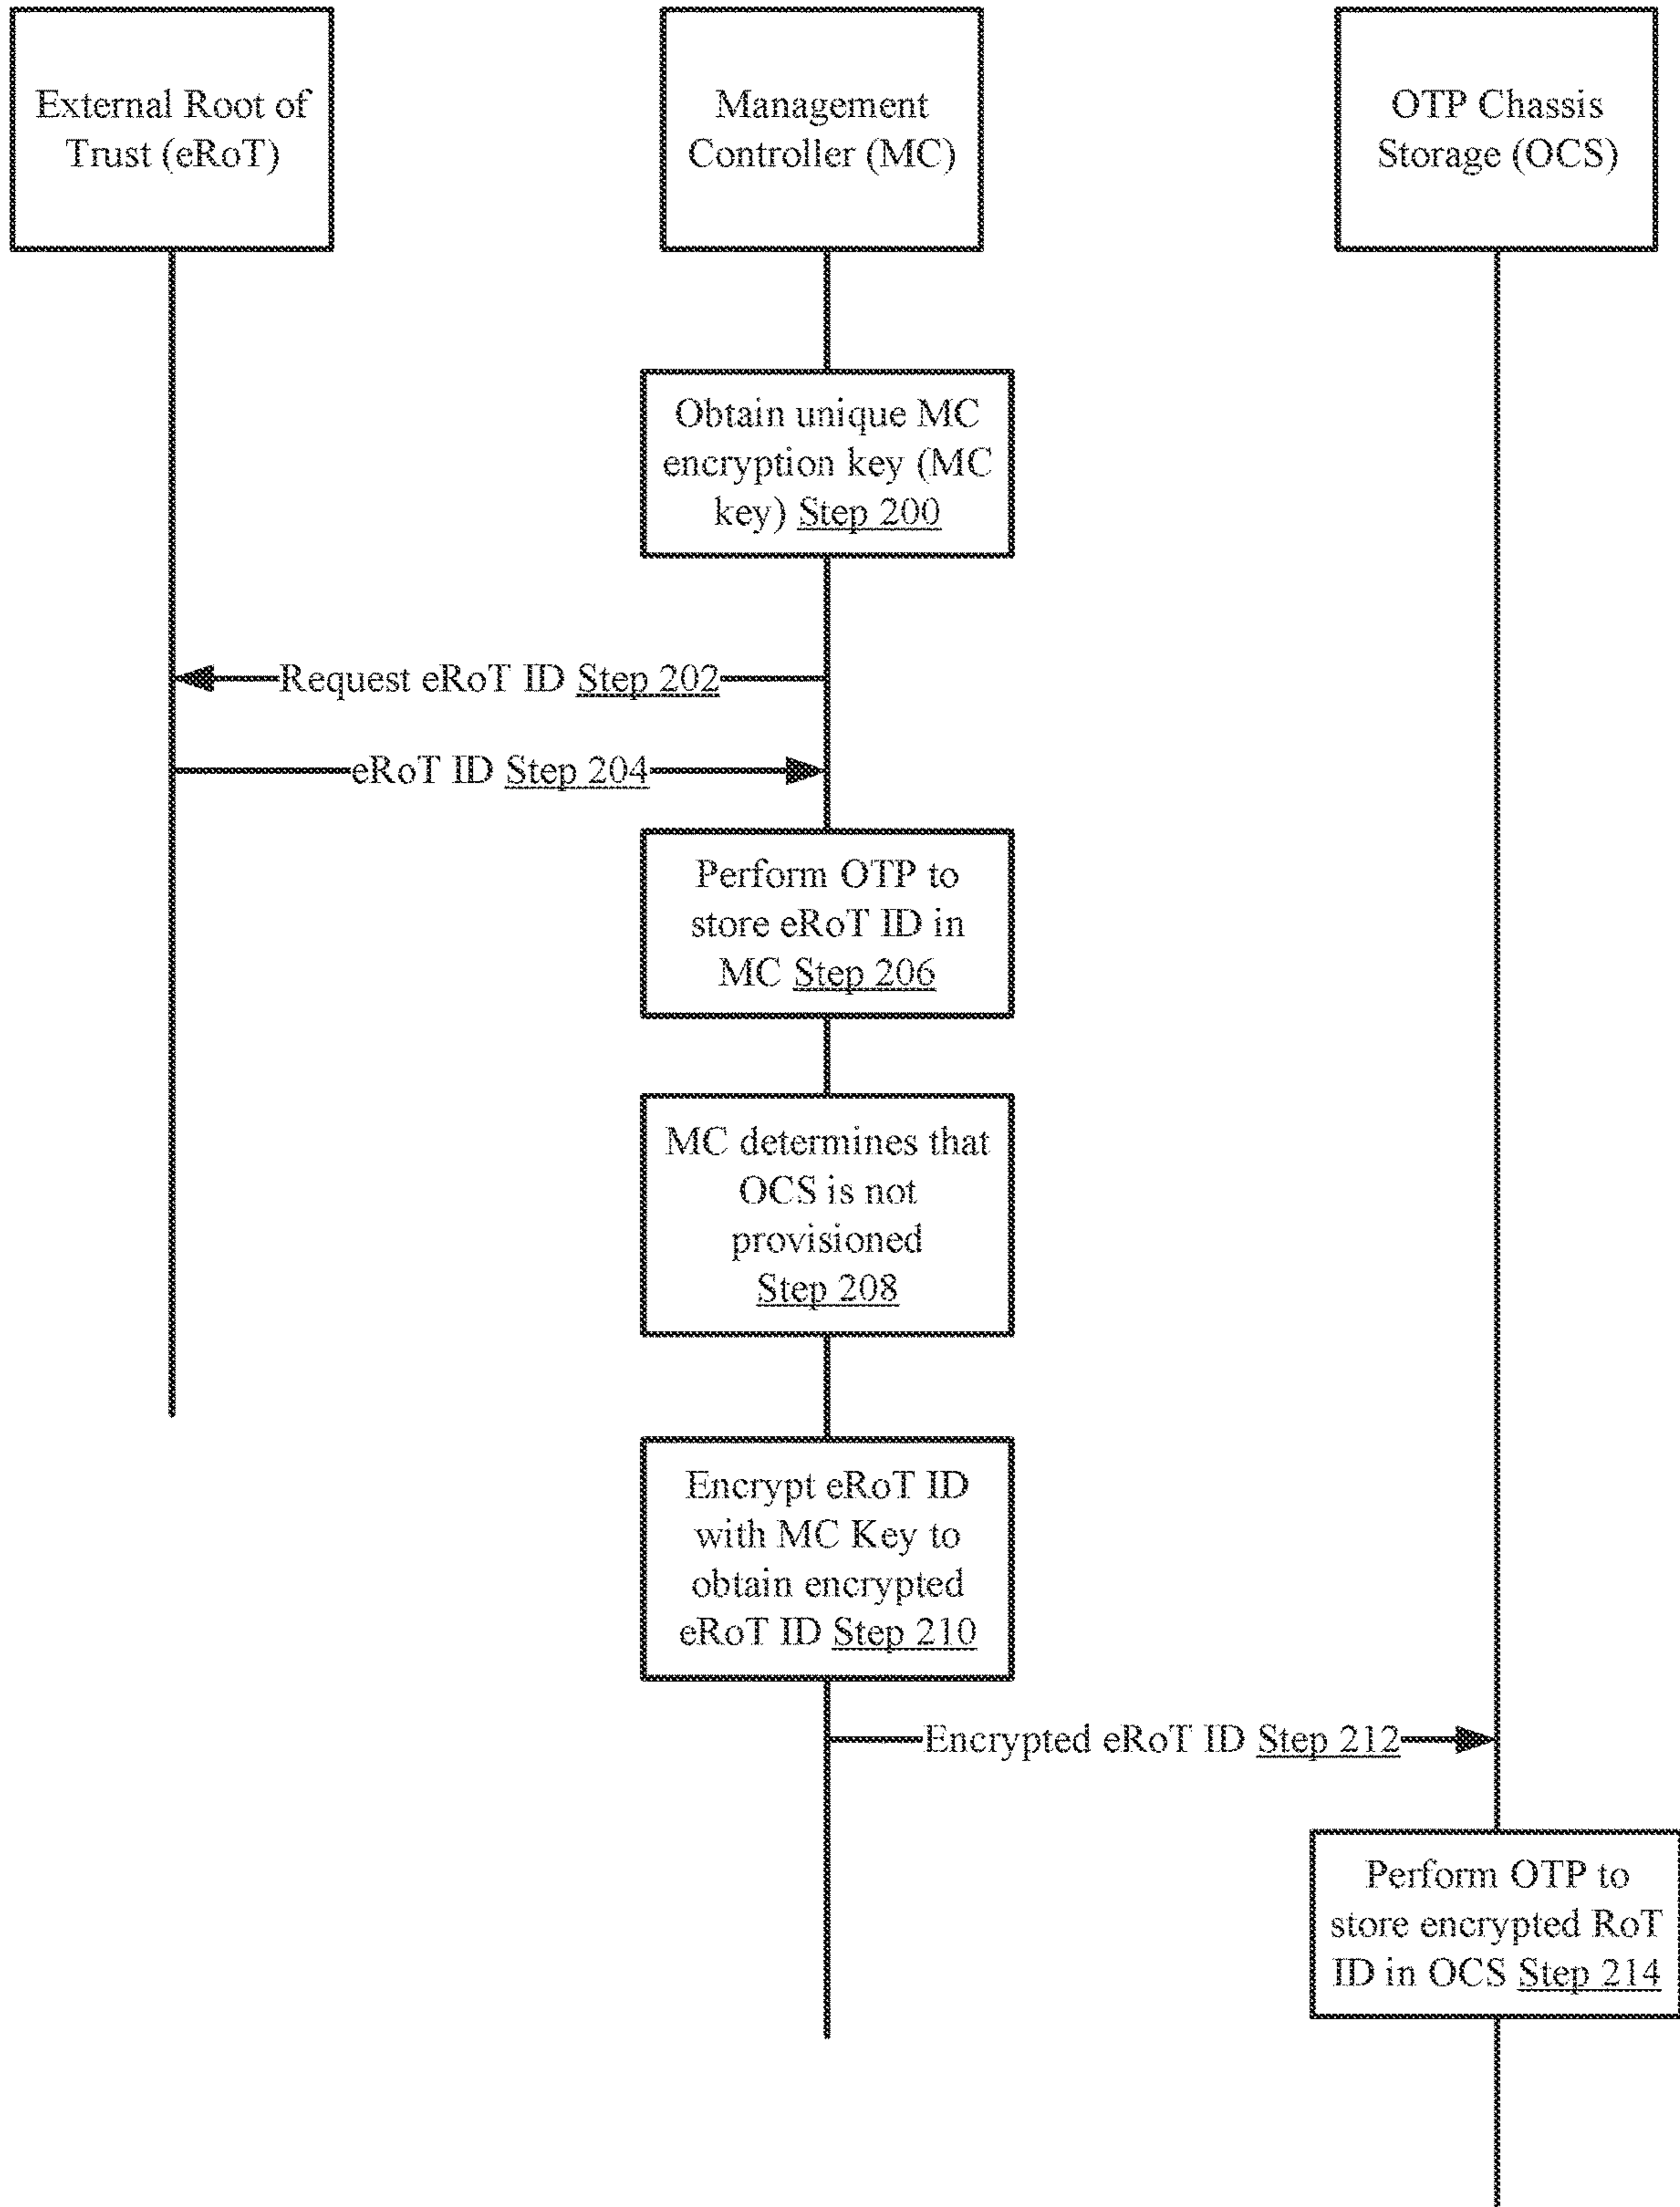 External Root of
Trust (eRoT)
Management
Controller (MC)
OTP Chassis
Storage (OCS)
Obtain unique MC
encryption key (MC
key) Step 200
Request eRoT ID Step 202
eRoT ID Step 204
Perform OTP to
store eRoT ID in
MC Step 206
MC determines that
OCS is not
provisioned
Step 208
Encrypt eRoT ID
with MC Key to
obtain encrypted
eRoT ID Step 210
Encrypted eRoT ID Step 212
Perform OTP to
store encrypted RoT
ID in OCS Step 214